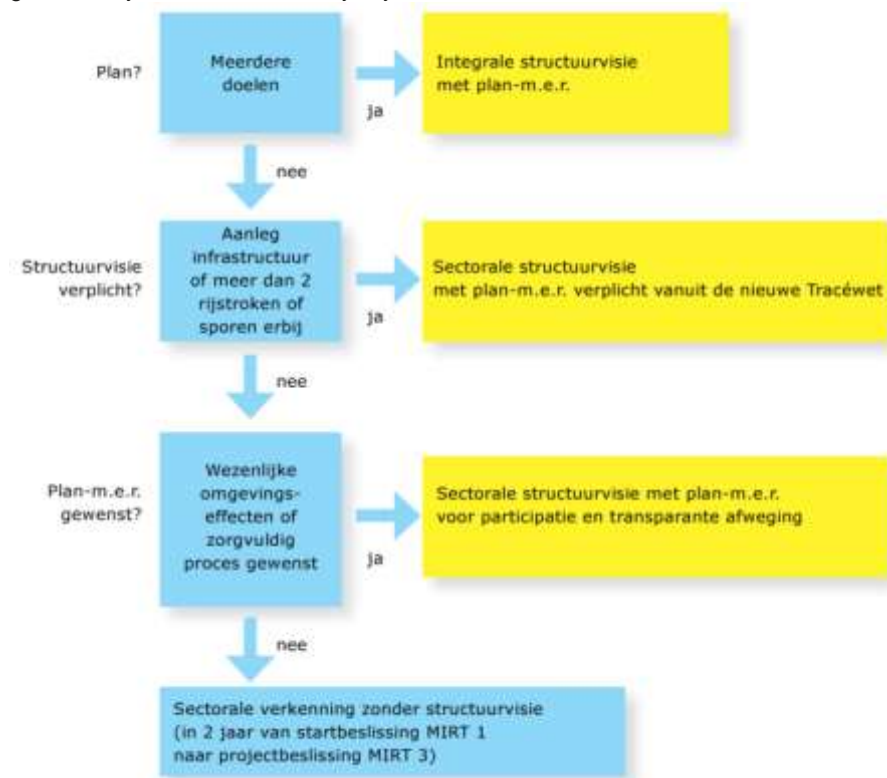 Plan?
Meerdere
doelen
ja
Integrale structuurvisie
met plan-m.e.r.
nee
Structuurvisie
verplicht?
Aanleg
infrastructuur
of meer dan 2
rijstroken of
sporen erbij
ja
Sectorale structuurvisie
met plan-m.e.r. verplicht vanuit de nieuwe Tracéwet
nee
Plan-m.e.r.
gewenst?
Wezenlijke
omgevings-
effecten of
zorgvuldig
proces gewenst
ja
Sectorale structuurvisie met plan-m.e.r.
voor participatie en transparante afweging
nee
Sectorale verkenning zonder structuurvisie
(in 2 jaar van startbeslissing MIRT 1
naar projectbeslissing MIRT 3)